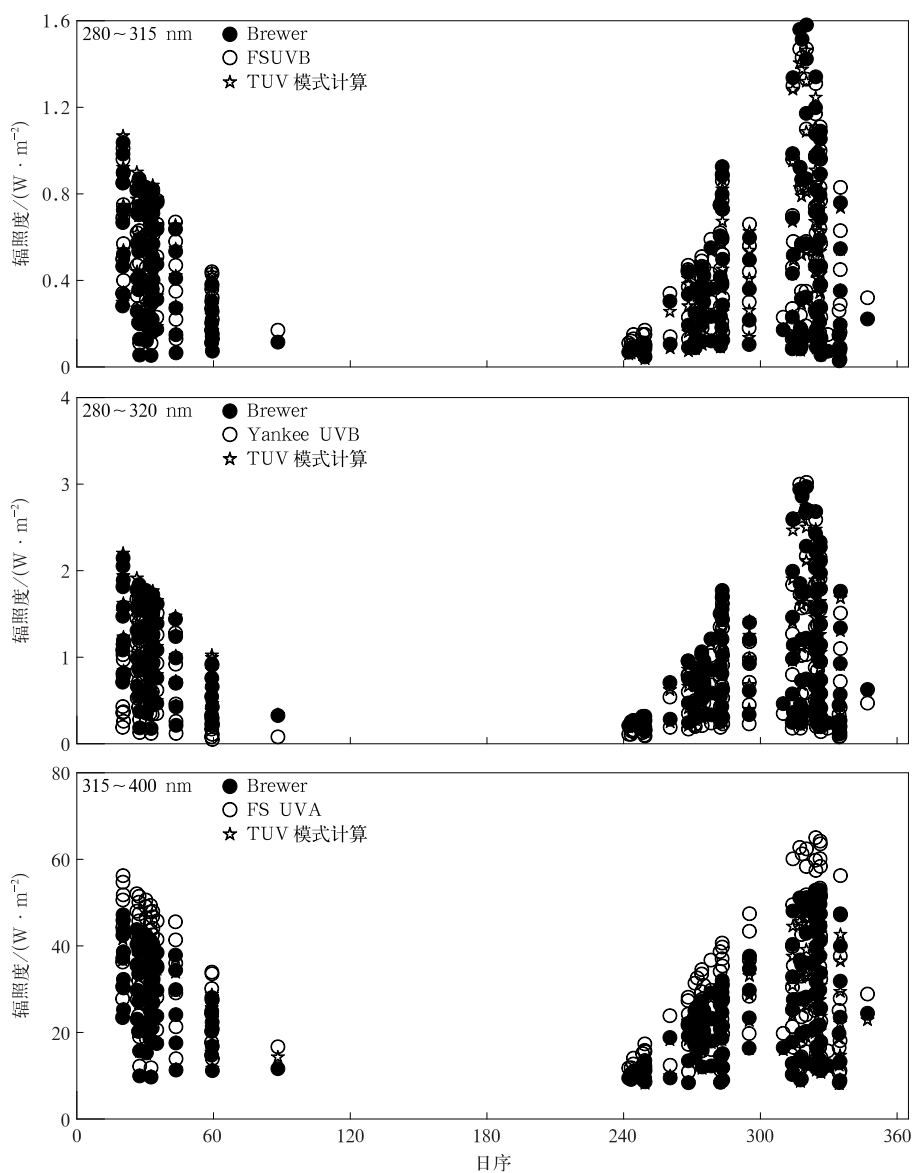 1.6
280~315 nm
Brewer
FSUVB
TUV 模式计算
1.2
0.8
0.4
0
辐照度/(W · m⁻²)
4
280~320 nm
Brewer
Yankee UVB
TUV 模式计算
3
2
1
0
辐照度/(W · m⁻²)
80
315~400 nm
Brewer
FS UVA
TUV 模式计算
60
40
20
0
辐照度/(W · m⁻²)
0 60 120 180 240 300 360
日序